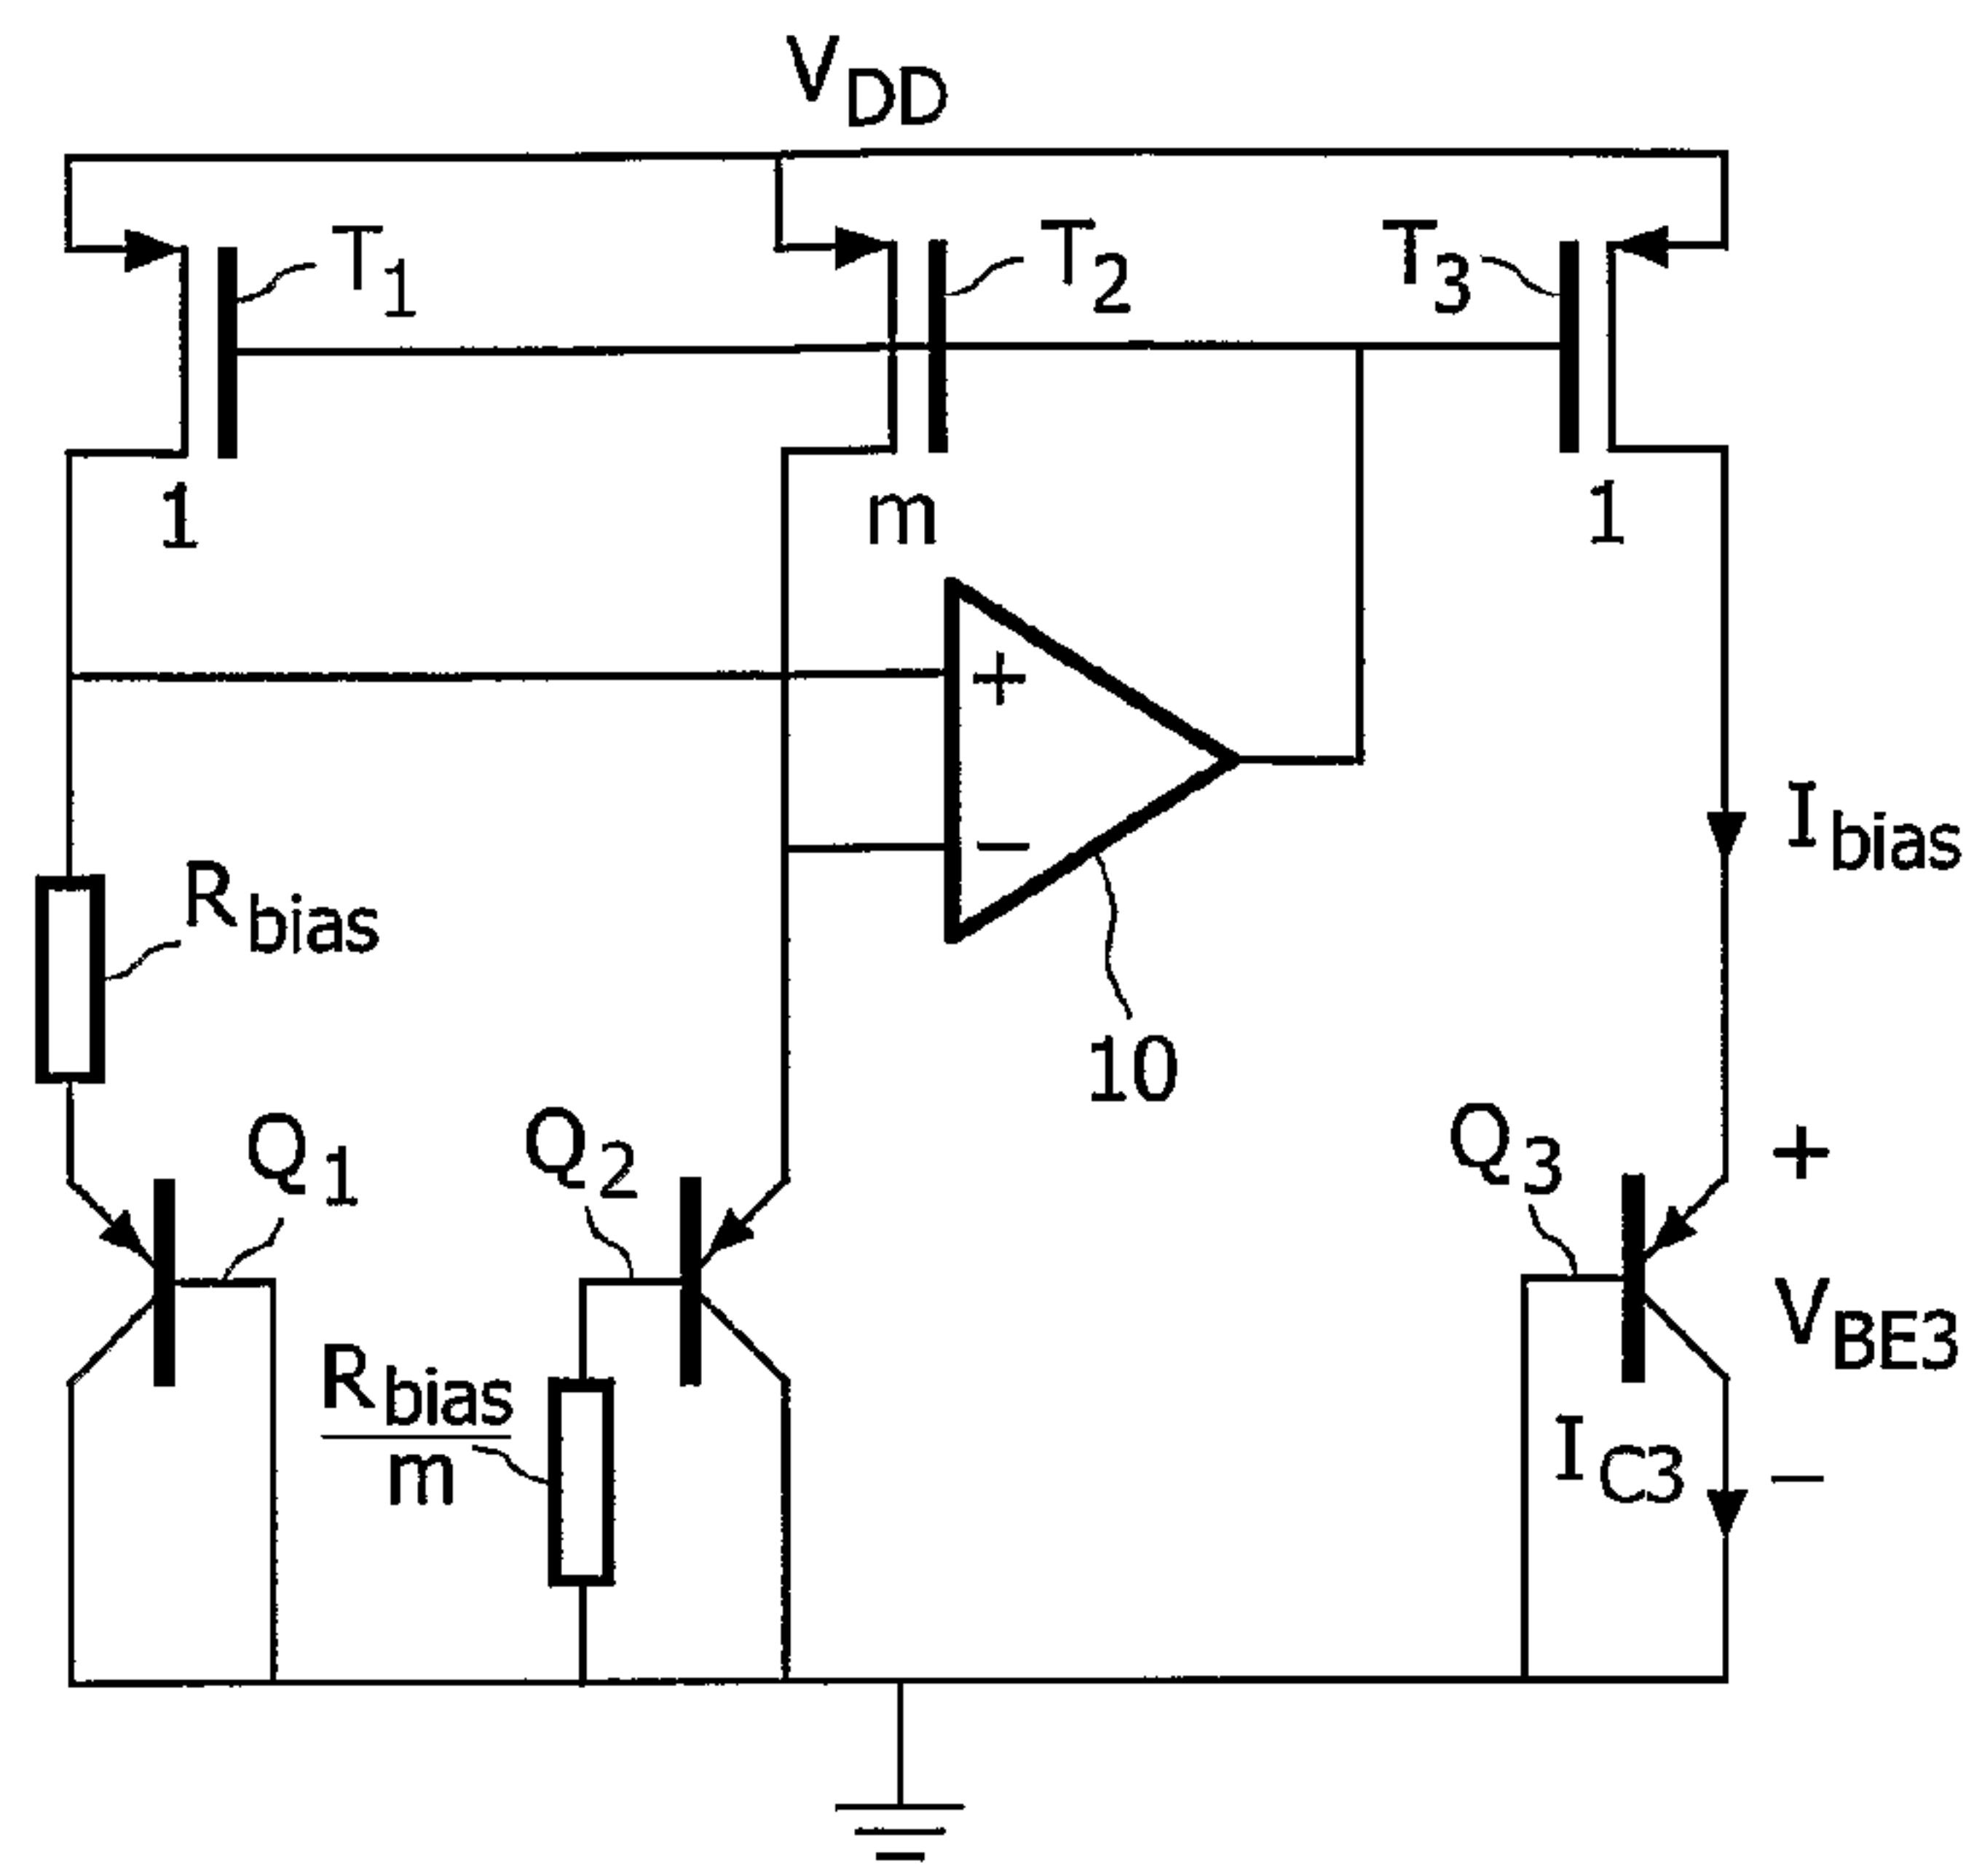 VDD
T1
T2
T3
1
m
1
+
−
Ibias
Rbias
10
Q1
Q2
Q3
+
VBE3
−
Rbias
m
IC3